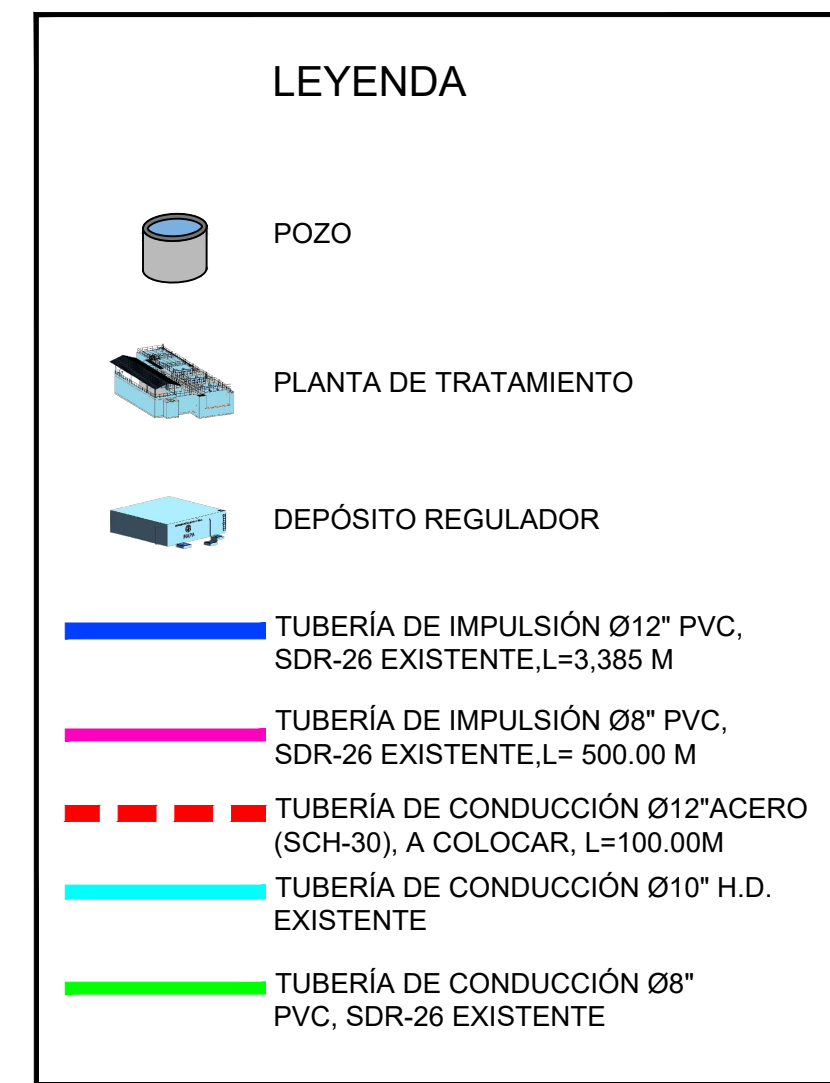 LEYENDA
POZO
PLANTA DE TRATAMIENTO
DEPÓSITO REGULADOR
TUBERÍA DE IMPULSIÓN Ø12" PVC,
SDR-26 EXISTENTE,L=3,385 M
TUBERÍA DE IMPULSIÓN Ø8" PVC,
SDR-26 EXISTENTE,L= 500.00 M
TUBERÍA DE CONDUCCIÓN Ø12"ACERO
(SCH-30), A COLOCAR, L=100.00M
TUBERÍA DE CONDUCCIÓN Ø10" H.D.
EXISTENTE
TUBERÍA DE CONDUCCIÓN Ø8"
PVC, SDR-26 EXISTENTE